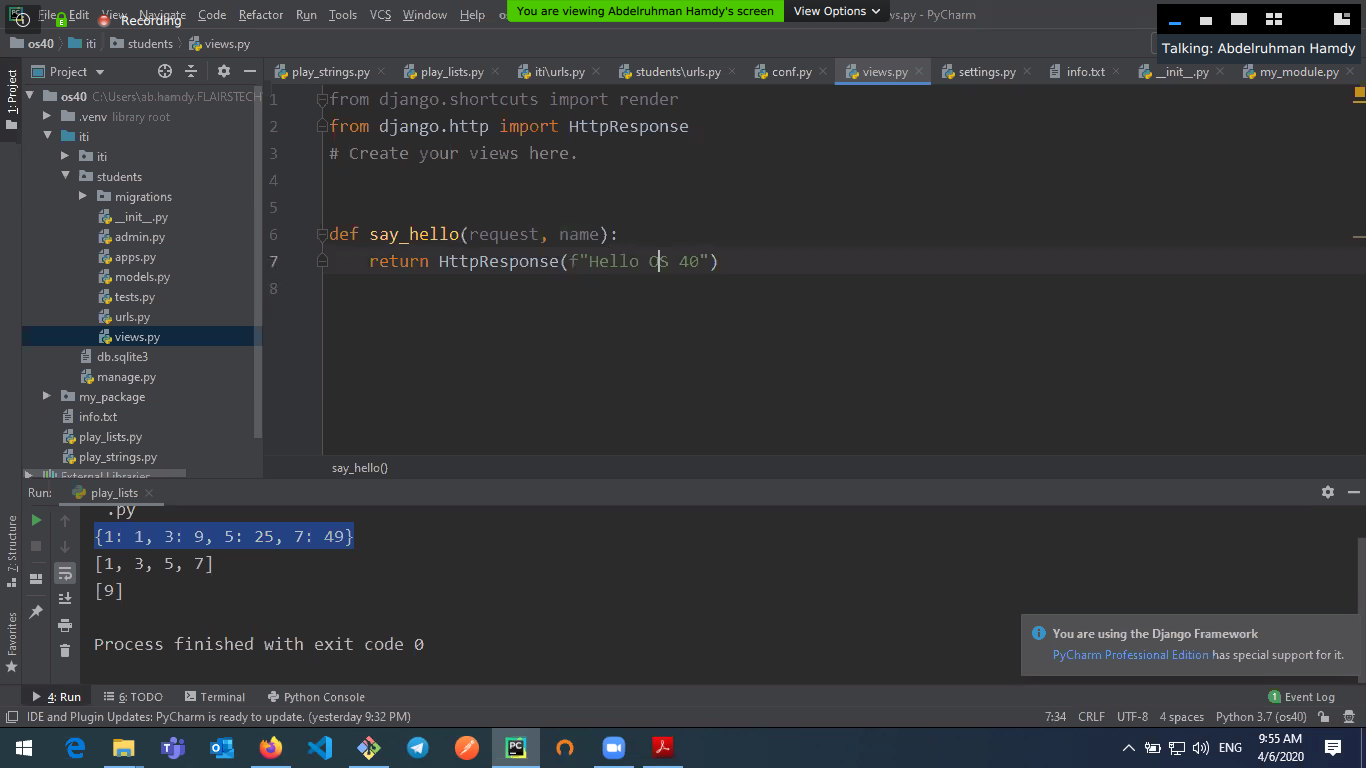 File Edit View Navigate Code Refactor Run Tools VCS Window Help
Recording
You are viewing Abdelruhman Hamdy's screen
View Options
.py - PyCharm
Talking: Abdelruhman Hamdy
os40 iti students views.py
1: Project
Project
play_strings.py play_lists.py iti\urls.py students\urls.py conf.py views.py settings.py info.txt __init__.py my_module.py
os40 C:\Users\ab.hamdy.FLAIRSTECH
.venv library root
iti
iti
students
migrations
__init__.py
admin.py
apps.py
models.py
tests.py
urls.py
views.py
db.sqlite3
manage.py
my_package
info.txt
play_lists.py
play_strings.py
External Libraries
1 from django.shortcuts import render
2 from django.http import HttpResponse
3 # Create your views here.
4
5
6 def say_hello(request, name):
7 return HttpResponse(f"Hello OS 40")
8
say_hello()
Run: play_lists
.py
{1: 1, 3: 9, 5: 25, 7: 49}
[1, 3, 5, 7]
[9]
Process finished with exit code 0
7: Structure
Favorites
You are using the Django Framework
PyCharm Professional Edition has special support for it.
4: Run 6: TODO Terminal Python Console
1 Event Log
IDE and Plugin Updates: PyCharm is ready to update. (yesterday 9:32 PM)
7:34 CRLF UTF-8 4 spaces Python 3.7 (os40)
ENG
9:55 AM
4/6/2020